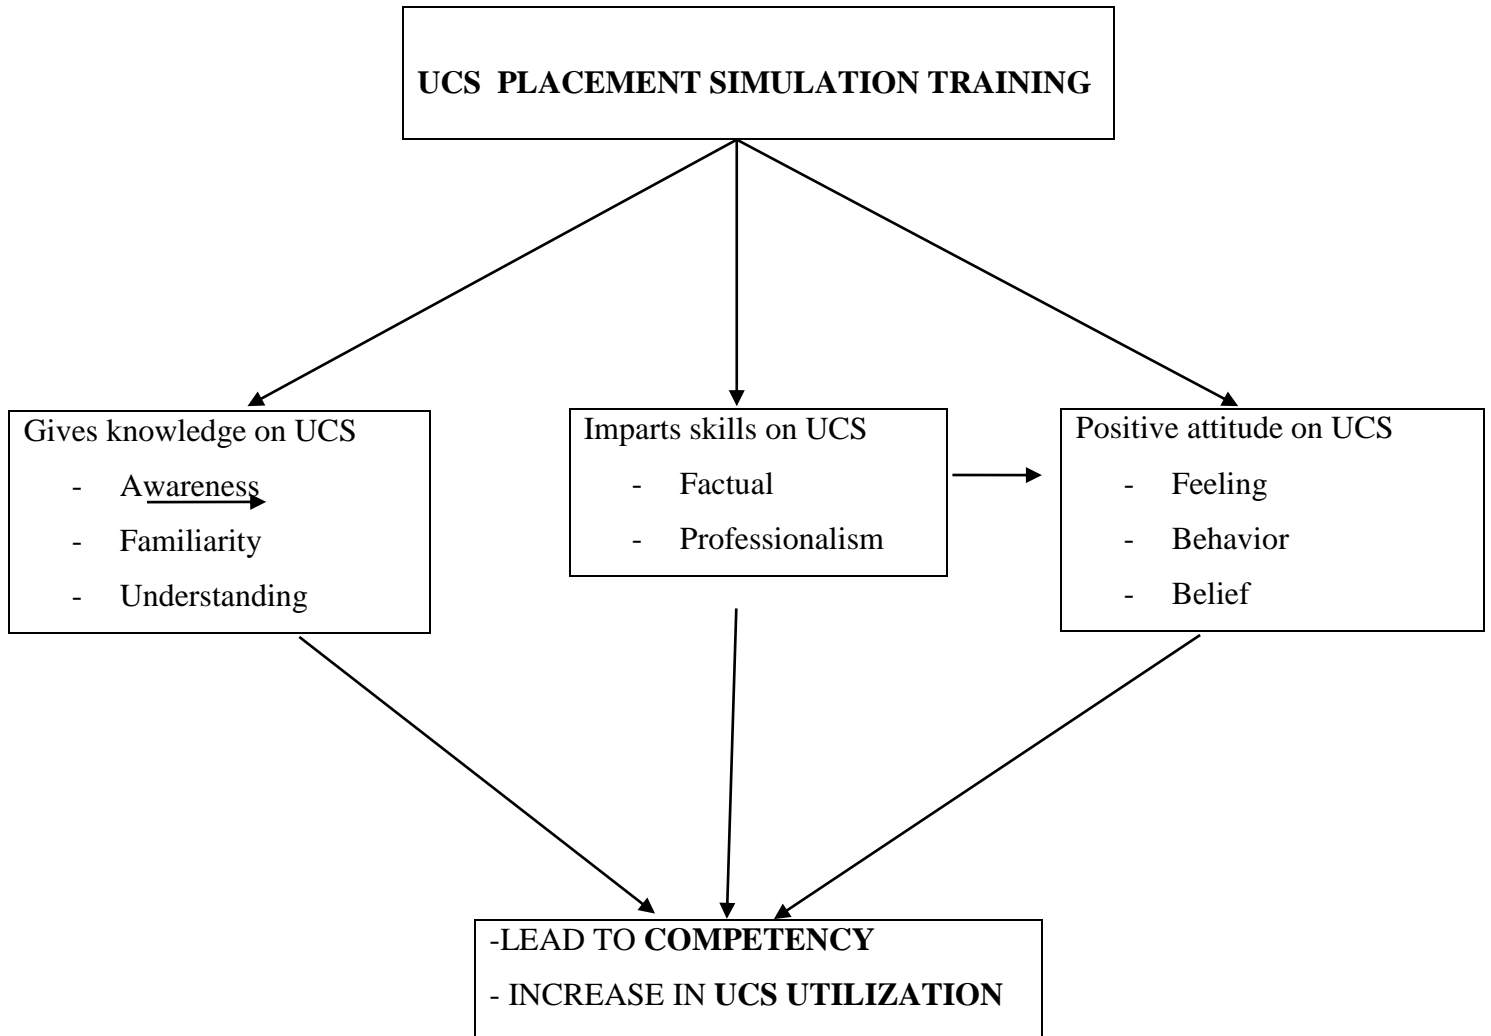 UCS PLACEMENT SIMULATION TRAINING
Gives knowledge on UCS
- Awareness
- Familiarity
- Understanding
Imparts skills on UCS
- Factual
- Professionalism
Positive attitude on UCS
- Feeling
- Behavior
- Belief
-LEAD TO COMPETENCY
- INCREASE IN UCS UTILIZATION